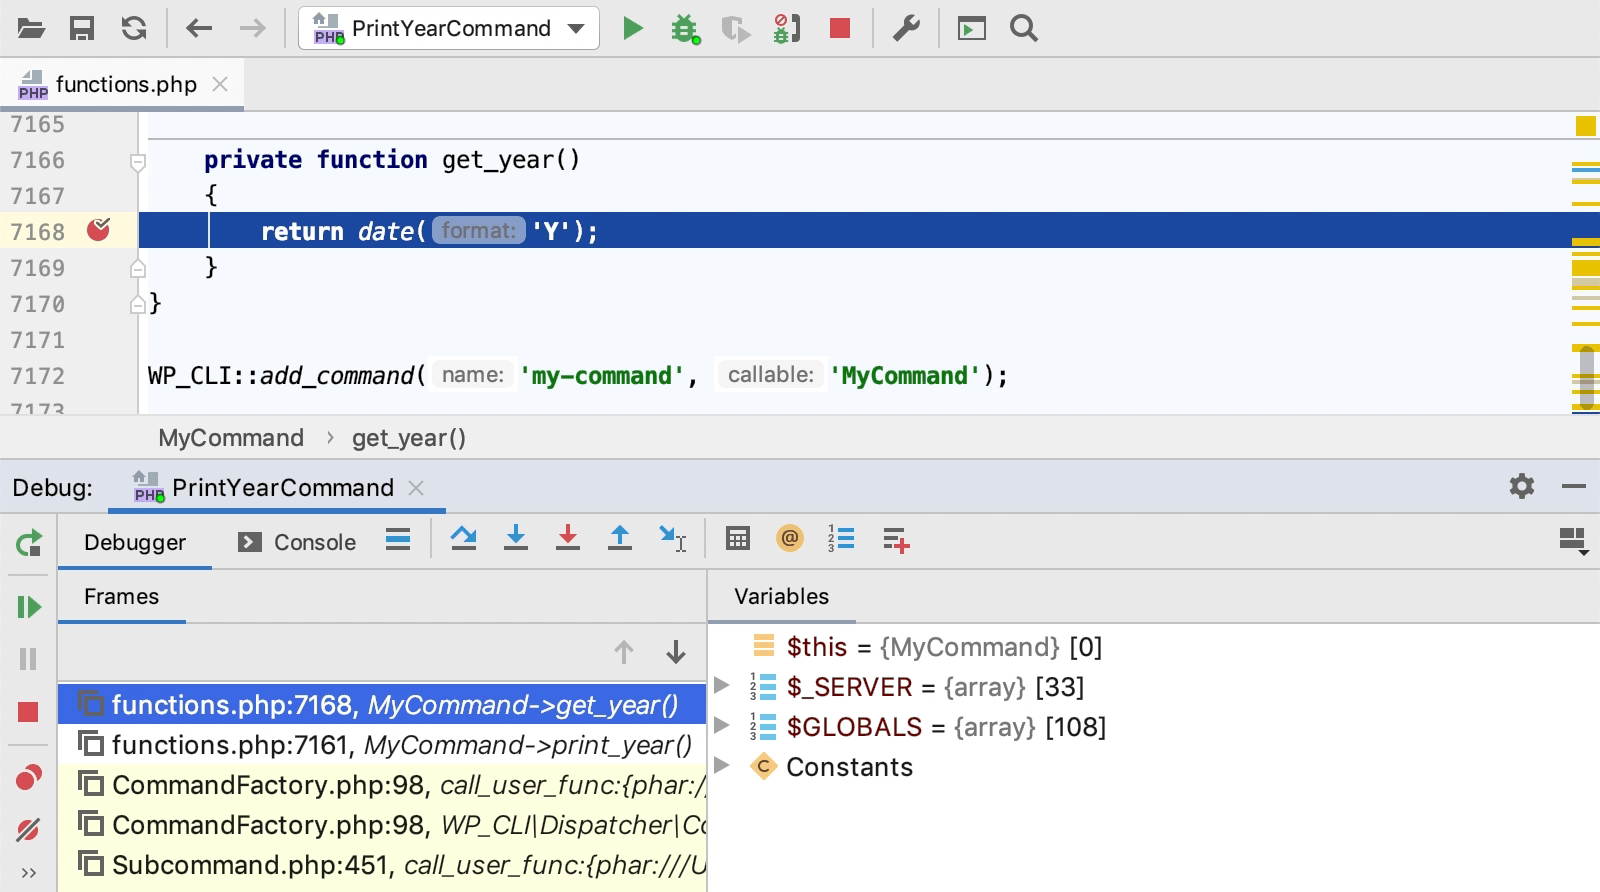 PHP PrintYearCommand
PHP functions.php
7165
7166 private function get_year()
7167 {
7168 return date( format: 'Y');
7169 }
7170 }
7171
7172 WP_CLI::add_command( name: 'my-command', callable: 'MyCommand');
7173
MyCommand › get_year()
Debug: PHP PrintYearCommand
Debugger Console
Frames
Variables
functions.php:7168, MyCommand->get_year()
functions.php:7161, MyCommand->print_year()
CommandFactory.php:98, call_user_func:{phar:/
CommandFactory.php:98, WP_CLI\Dispatcher\Co
Subcommand.php:451, call_user_func:{phar:///U
$this = {MyCommand} [0]
$_SERVER = {array} [33]
$GLOBALS = {array} [108]
Constants